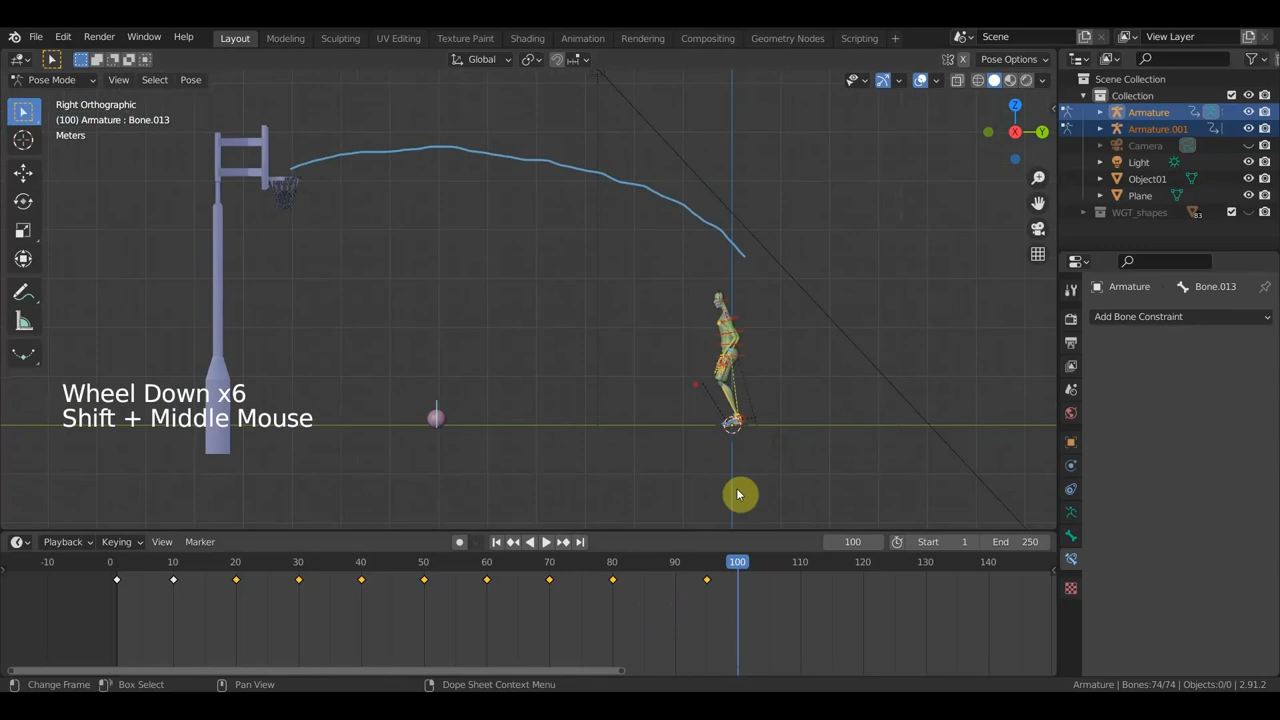 File Edit Render Window Help
Layout Modeling Sculpting UV Editing Texture Paint Shading Animation Rendering Compositing Geometry Nodes Scripting +
Scene
View Layer
Global
Pose Options
Pose Mode View Select Pose
Right Orthographic
(100) Armature : Bone.013
Meters
Z
X
Y
Scene Collection
Collection
Armature
Armature.001
Camera
Light
Object01
Plane
WGT_shapes 83
Armature Bone.013
Add Bone Constraint
Wheel Down x6
Shift + Middle Mouse
Playback Keying View Marker
100 Start 1 End 250
-10 0 10 20 30 40 50 60 70 80 90 100 110 120 130 140
Change Frame Box Select Pan View Dope Sheet Context Menu
Armature | Bones:74/74 | Objects:0/0 | 2.91.2